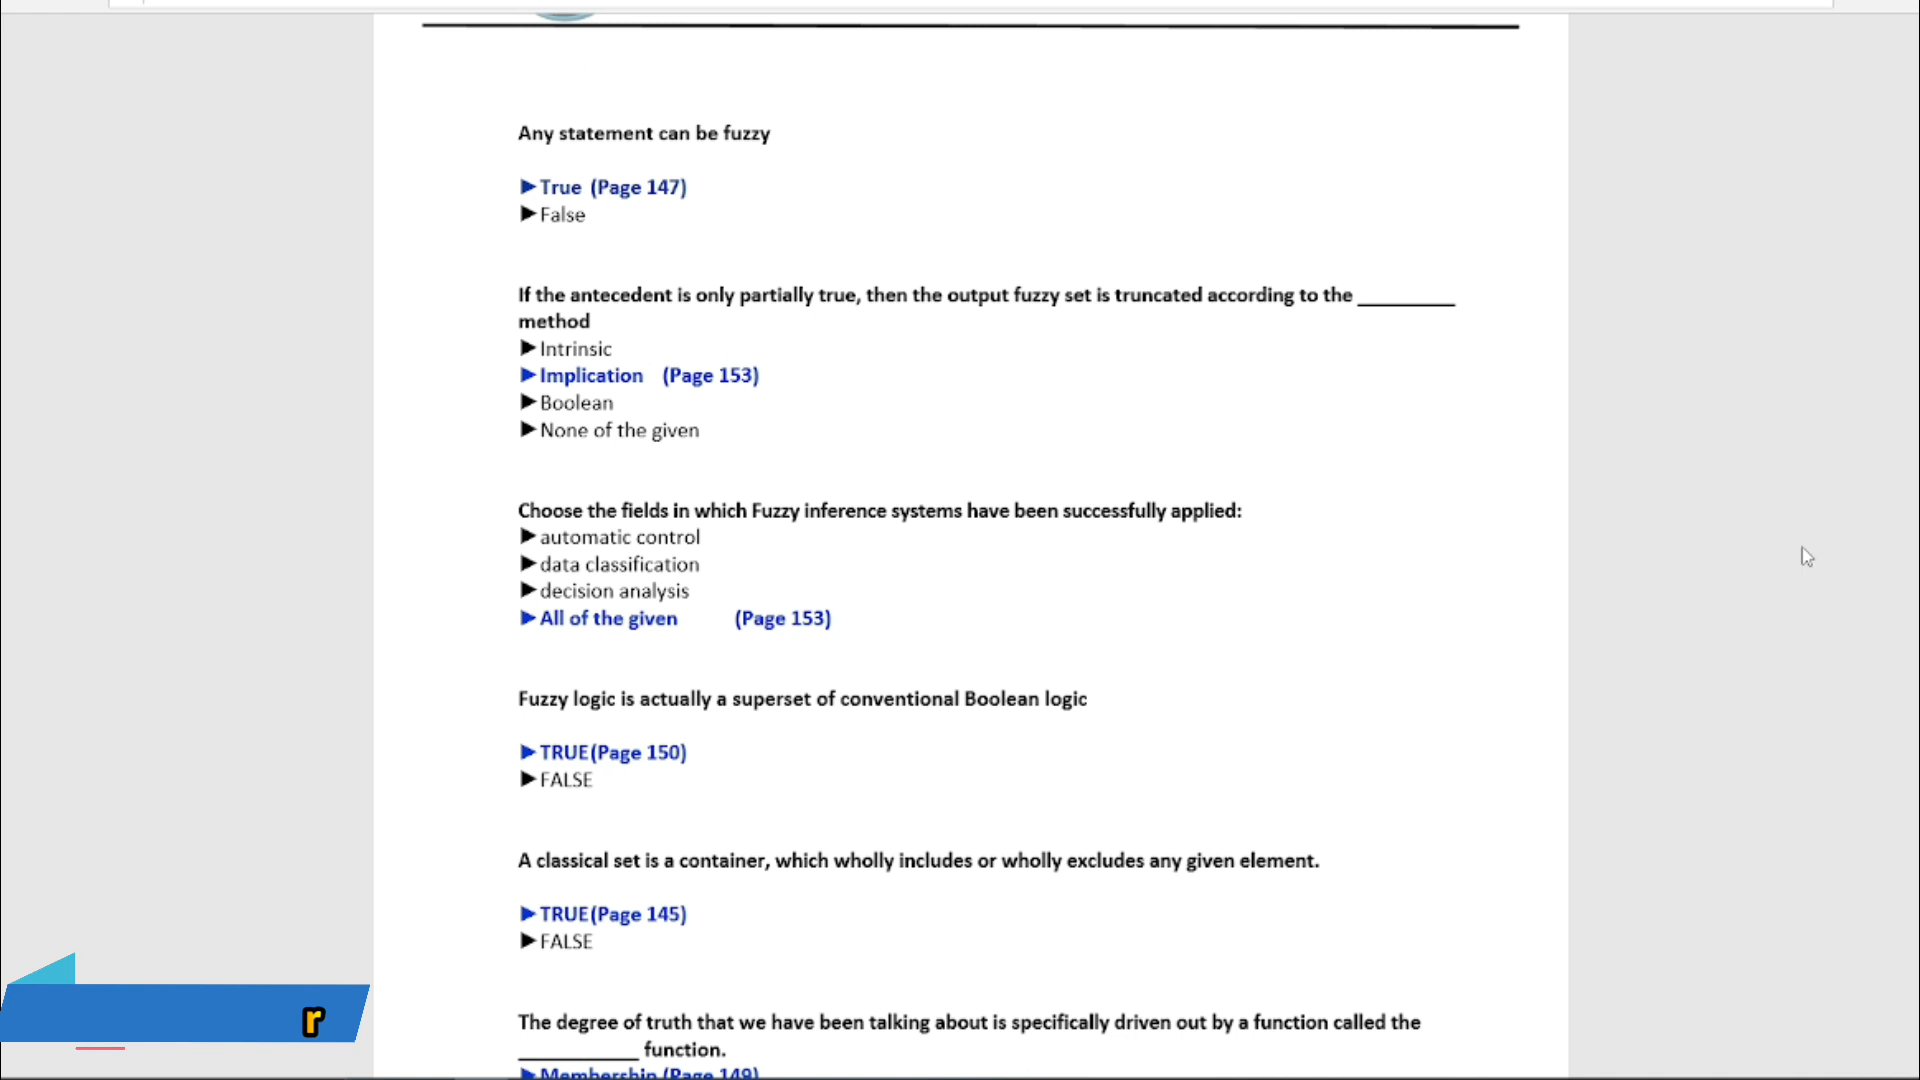 Any statement can be fuzzy
►True (Page 147)
►False
If the antecedent is only partially true, then the output fuzzy set is truncated according to the _________
method
►Intrinsic
►Implication (Page 153)
►Boolean
►None of the given
Choose the fields in which Fuzzy inference systems have been successfully applied:
►automatic control
►data classification
►decision analysis
►All of the given (Page 153)
Fuzzy logic is actually a superset of conventional Boolean logic
►TRUE(Page 150)
►FALSE
A classical set is a container, which wholly includes or wholly excludes any given element.
►TRUE(Page 145)
►FALSE
The degree of truth that we have been talking about is specifically driven out by a function called the
___________ function.
►Membership (Page 149)
r